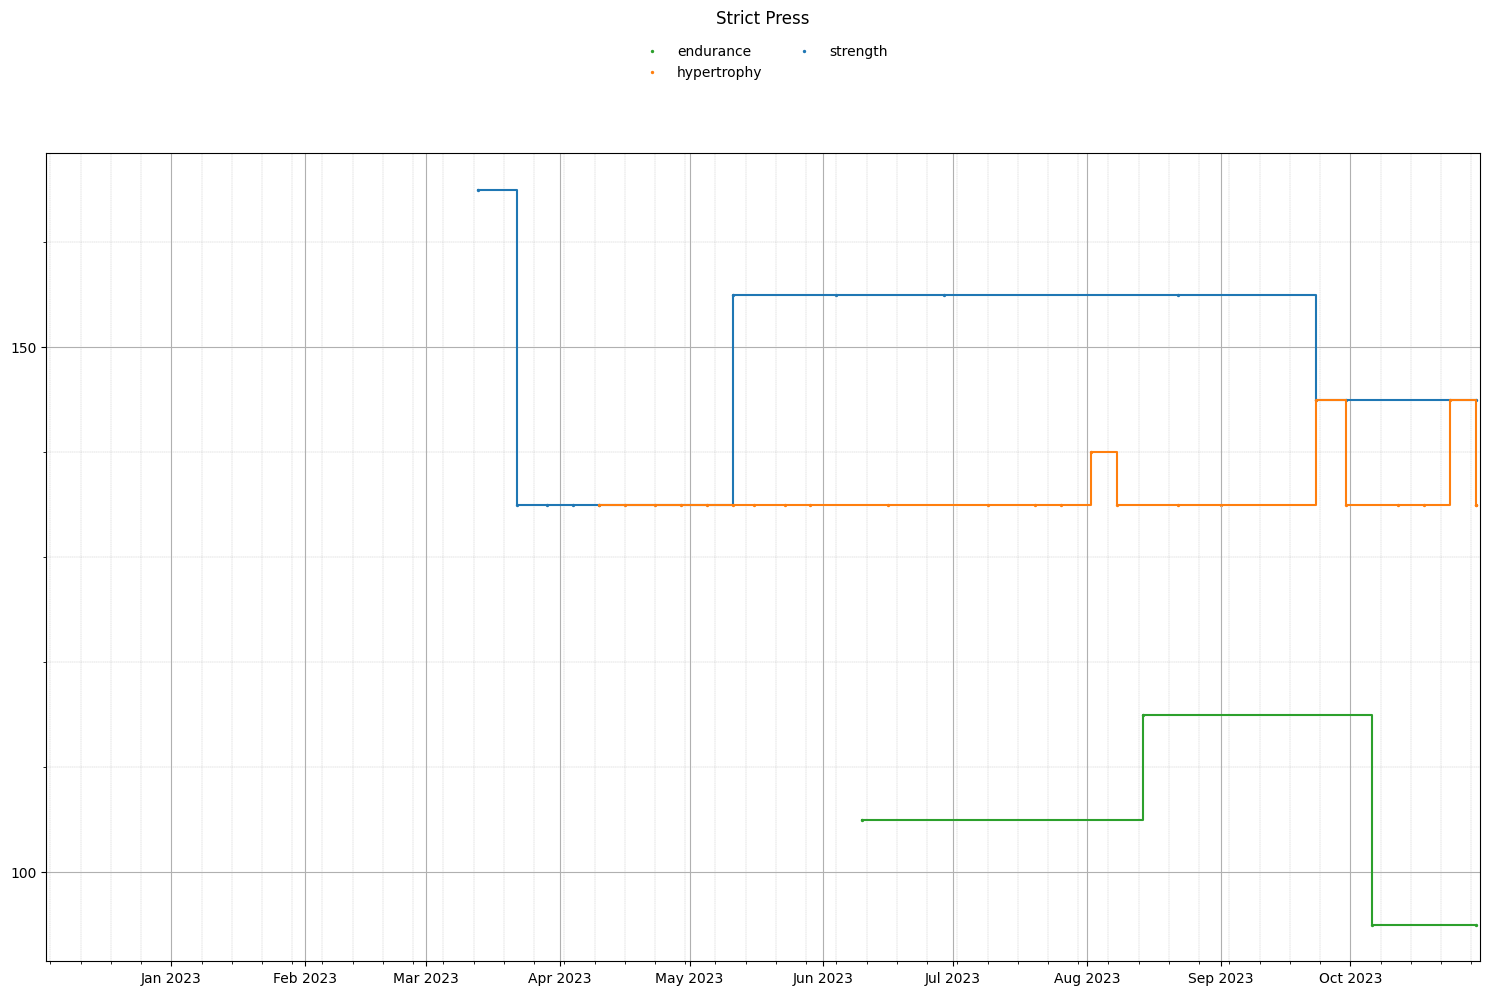 Strict Press
endurance
hypertrophy
strength
150
100
Jan 2023
Feb 2023
Mar 2023
Apr 2023
May 2023
Jun 2023
Jul 2023
Aug 2023
Sep 2023
Oct 2023